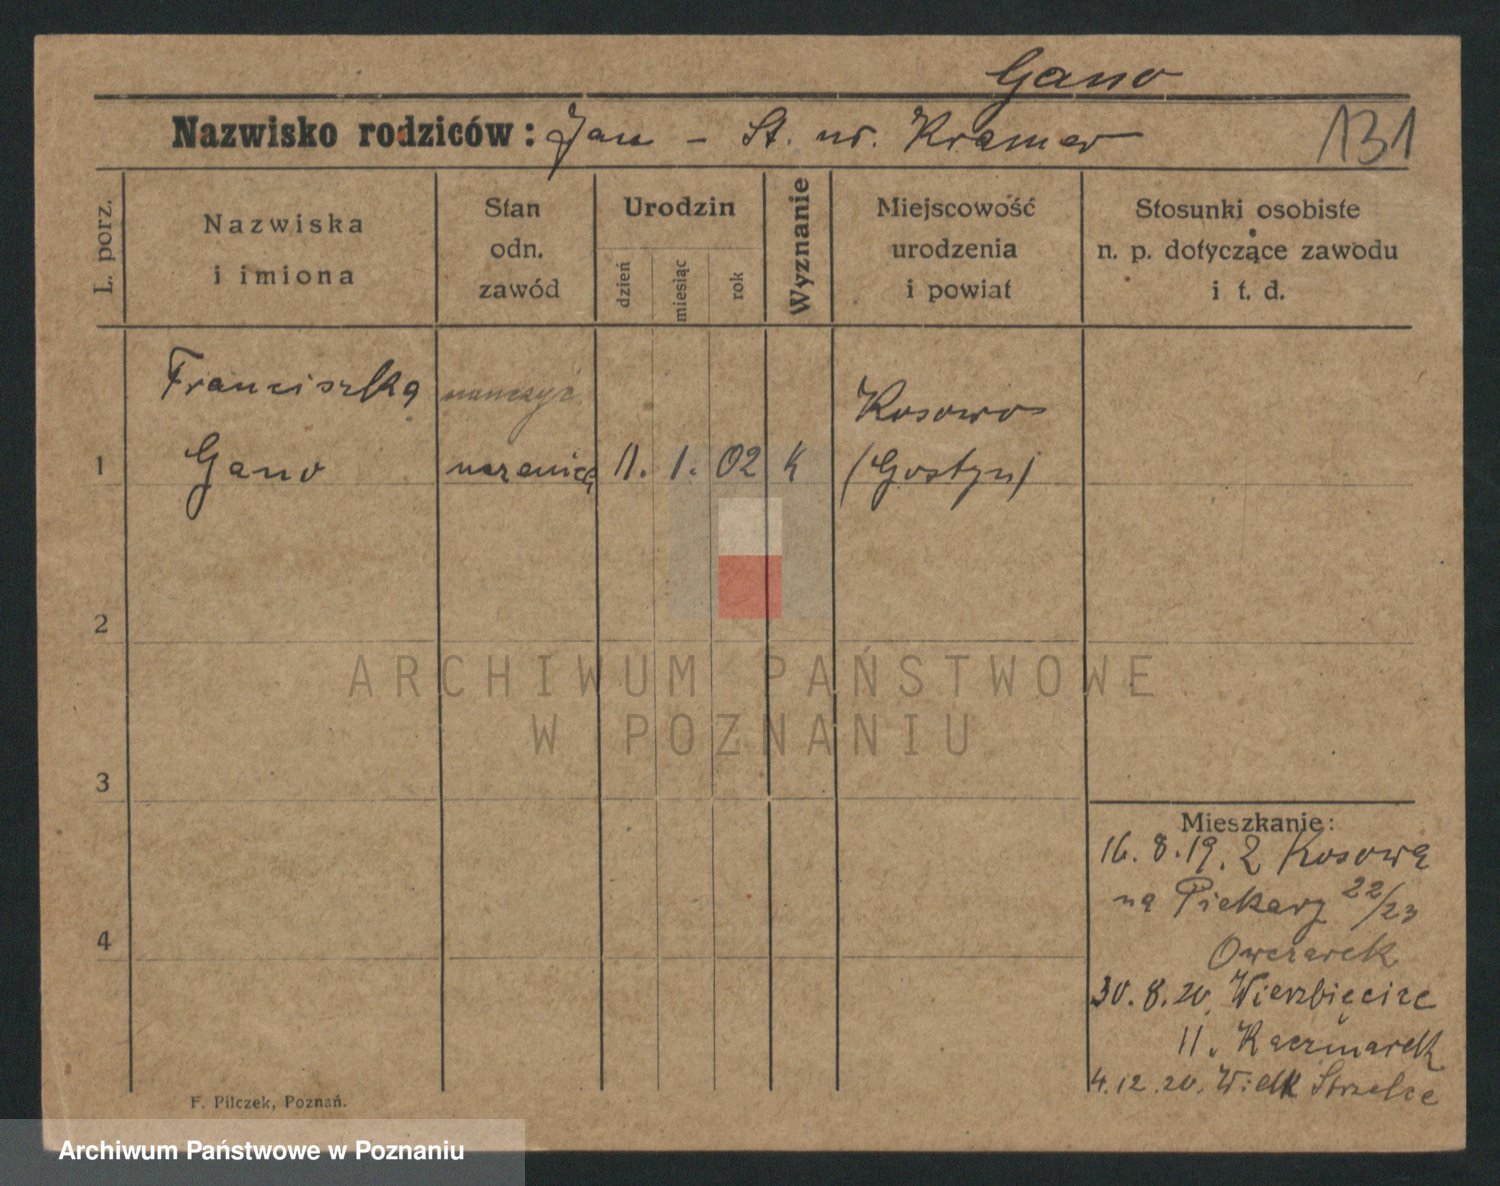 Gano
Nazwisko rodziców: Jan - St. ur. Kramer
131
L. porz.
Nazwiska
i imiona
Stan
odn.
zawód
Urodzin
dzień
miesiąc
rok
Wyznanie
Miejscowość
urodzenia
i powiat
Stosunki osobiste
n. p. dotyczące zawodu
i t. d.
Franciszka
Kosowo
1
Gano
uczenica
11. 1. 02
K
(Gostyn)
2
ARCHIWUM PAŃSTWOWE
W POZNANIU
3
Mieszkanie:
16. 8. 19. Z Kosowa
na Piekary 22/23
Owczarek
4
30. 8. 20. Wierzbięcice
11. Kaczmarek
4. 12. 20. Wielk Strzelce
F. Pilczek, Poznań.
Archiwum Państwowe w Poznaniu